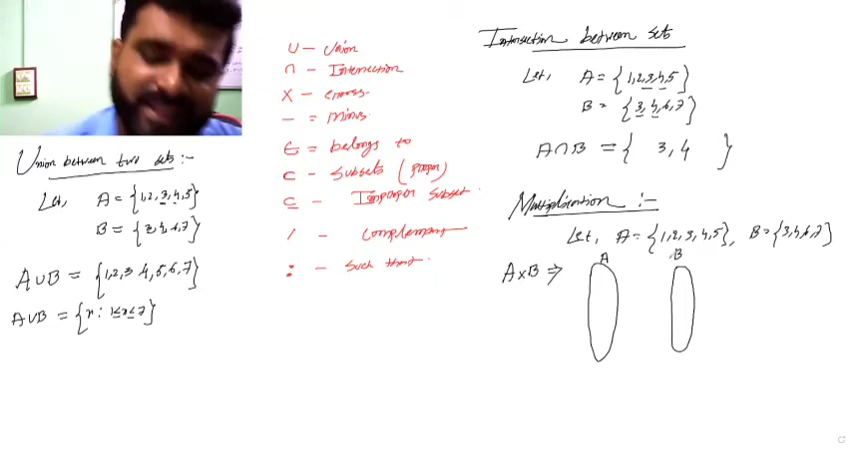 Union between two sets :-
Let, A = {1,2,3,4,5}
B = {3,4,6,7}
A∪B = {1,2,3 4,5,6,7}
A∪B = {x : 1≤x≤7}
∪ - Union
∩ - Intersection
X - cross
- = Minus
∈ = belongs to
⊂ - Subsets (proper)
⊆ - Improper Subset
/ - Complement
: - Such that
Intersection between sets
Let, A = {1,2,3,4,5}
B = {3,4,6,7}
A∩B = { 3,4 }
Multiplication :-
Let, A = {1,2,3,4,5}, B = {3,4,6,7}
A×B ⇒ A B